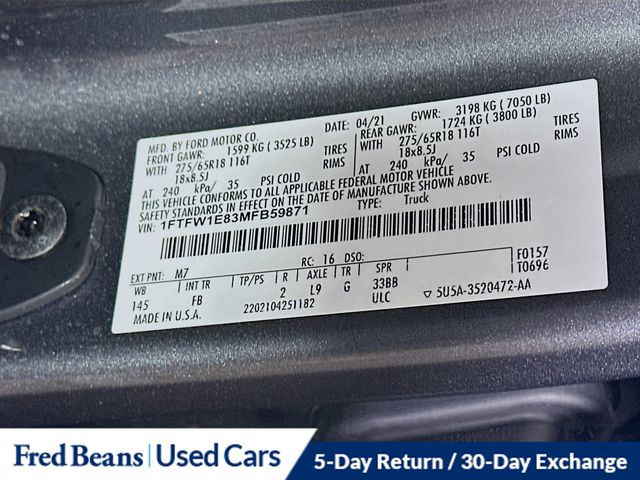 MFD. BY FORD MOTOR CO.
DATE: 04/21 GVWR: 3198 KG ( 7050 LB)
FRONT GAWR: 1599 KG ( 3525 LB) REAR GAWR: 1724 KG ( 3800 LB)
WITH 275/65R18 116T TIRES WITH 275/65R18 116T TIRES
18x8.5J RIMS 18x8.5J RIMS
AT 240 kPa/ 35 PSI COLD AT 240 kPa/ 35 PSI COLD
THIS VEHICLE CONFORMS TO ALL APPLICABLE FEDERAL MOTOR VEHICLE
SAFETY STANDARDS IN EFFECT ON THE DATE OF MANUFACTURE SHOWN ABOVE.
VIN: 1FTFW1E83MFB59871 TYPE: Truck
EXT PNT: M7 RC: 16 DSO: F0157
WB INT TR TP/PS R AXLE TR SPR T0696
145 FB 2 L9 G 33BB
MADE IN U.S.A. 2202104251182 ULC ▽ 5U5A-3520472-AA
Fred Beans | Used Cars 5-Day Return / 30-Day Exchange